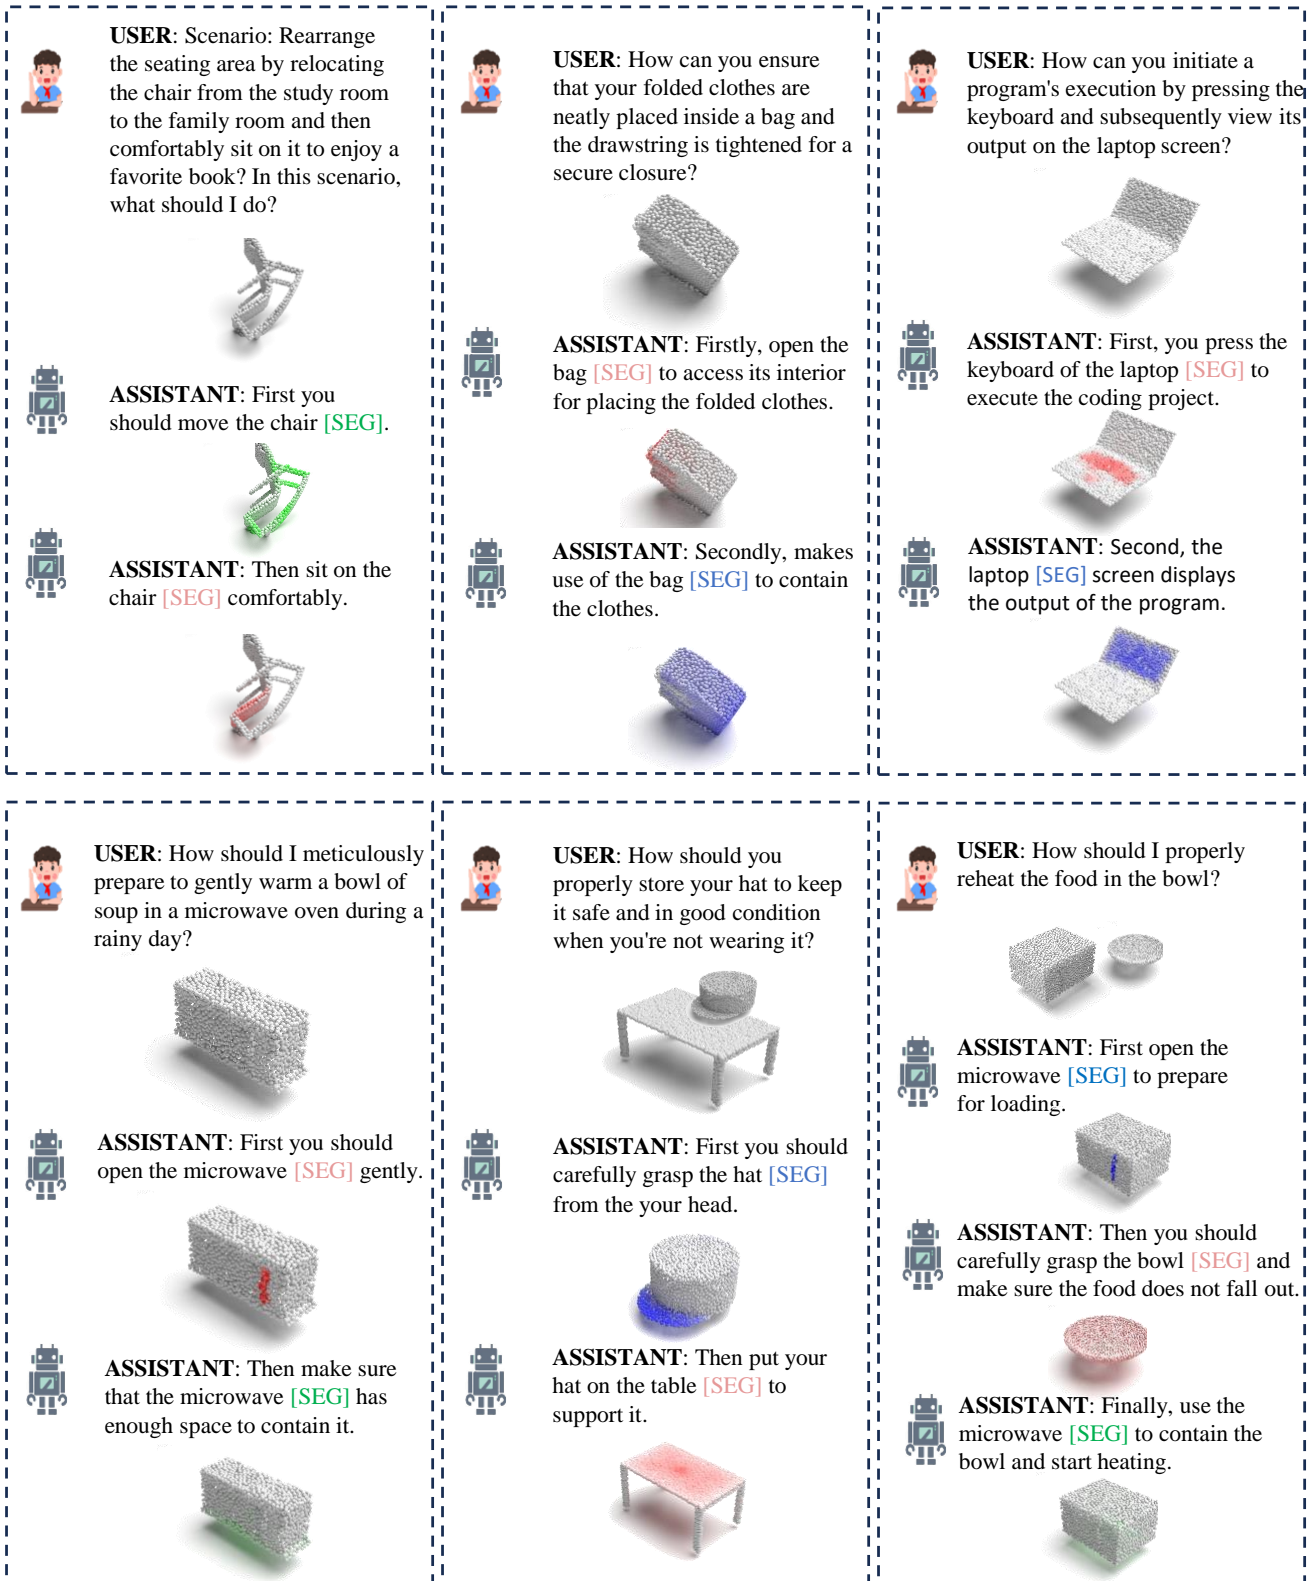 USER: Scenario: Rearrange
the seating area by relocating
the chair from the study room
to the family room and then
comfortably sit on it to enjoy a
favorite book? In this scenario,
what should I do?
ASSISTANT: First you
should move the chair [SEG].
ASSISTANT: Then sit on the
chair [SEG] comfortably.
USER: How can you ensure
that your folded clothes are
neatly placed inside a bag and
the drawstring is tightened for a
secure closure?
ASSISTANT: Firstly, open the
bag [SEG] to access its interior
for placing the folded clothes.
ASSISTANT: Secondly, makes
use of the bag [SEG] to contain
the clothes.
USER: How can you initiate a
program's execution by pressing the
keyboard and subsequently view its
output on the laptop screen?
ASSISTANT: First, you press the
keyboard of the laptop [SEG] to
execute the coding project.
ASSISTANT: Second, the
laptop [SEG] screen displays
the output of the program.
USER: How should I meticulously
prepare to gently warm a bowl of
soup in a microwave oven during a
rainy day?
ASSISTANT: First you should
open the microwave [SEG] gently.
ASSISTANT: Then make sure
that the microwave [SEG] has
enough space to contain it.
USER: How should you
properly store your hat to keep
it safe and in good condition
when you're not wearing it?
ASSISTANT: First you should
carefully grasp the hat [SEG]
from the your head.
ASSISTANT: Then put your
hat on the table [SEG] to
support it.
USER: How should I properly
reheat the food in the bowl?
ASSISTANT: First open the
microwave [SEG] to prepare
for loading.
ASSISTANT: Then you should
carefully grasp the bowl [SEG] and
make sure the food does not fall out.
ASSISTANT: Finally, use the
microwave [SEG] to contain the
bowl and start heating.